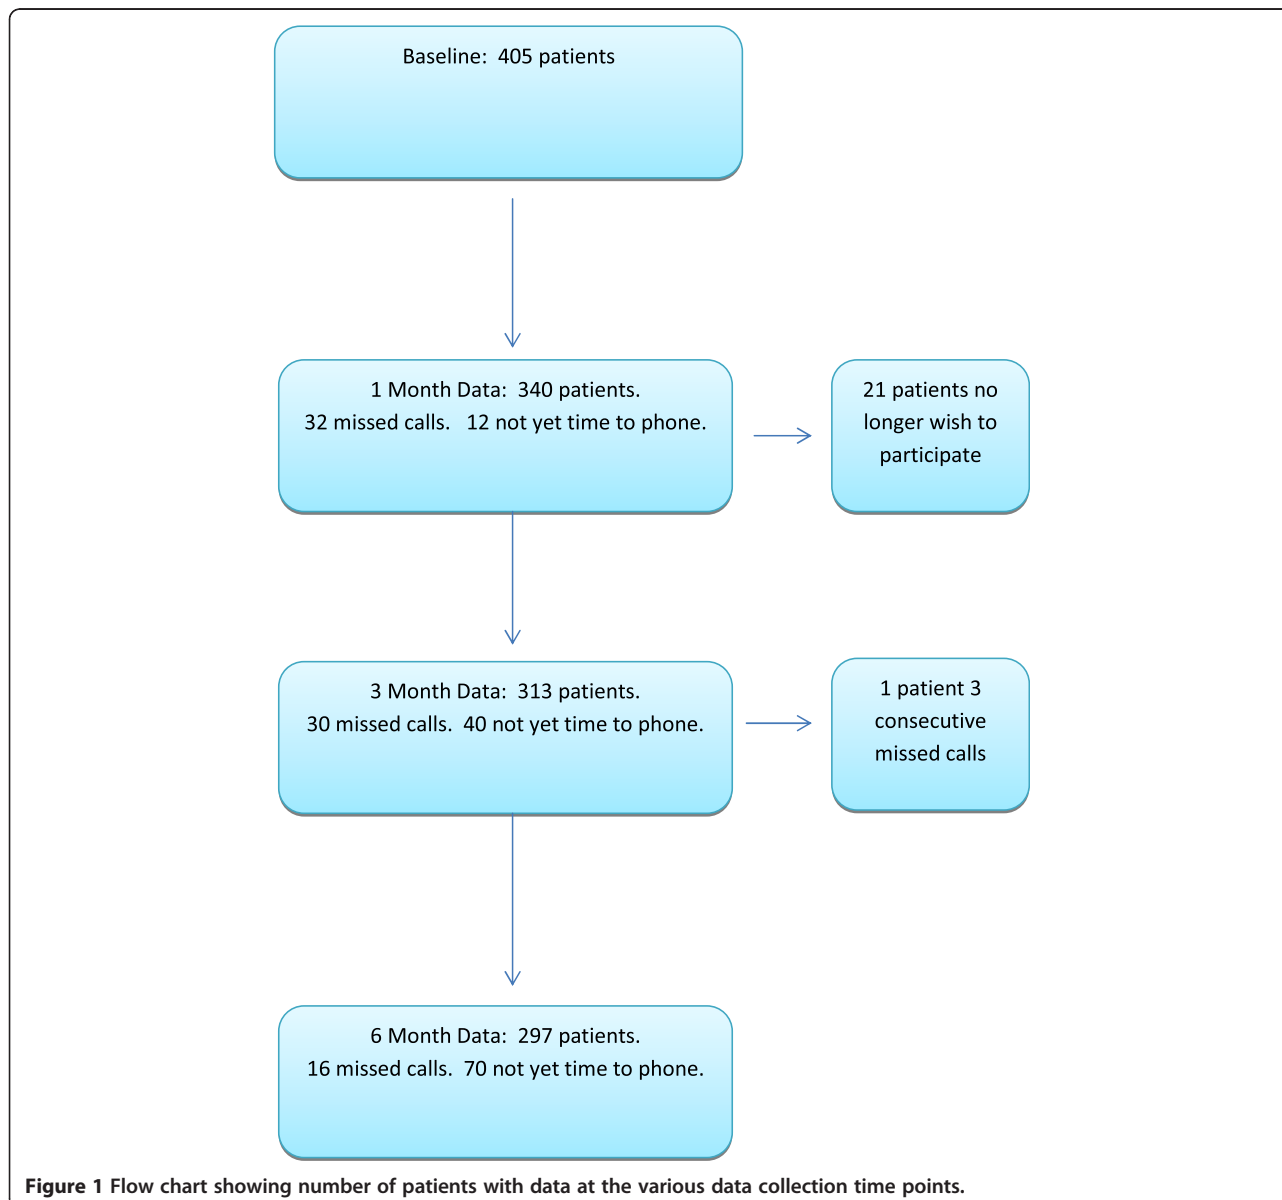 Baseline: 405 patients
1 Month Data: 340 patients.
32 missed calls. 12 not yet time to phone.
21 patients no
longer wish to
participate
3 Month Data: 313 patients.
30 missed calls. 40 not yet time to phone.
1 patient 3
consecutive
missed calls
6 Month Data: 297 patients.
16 missed calls. 70 not yet time to phone.
Figure 1 Flow chart showing number of patients with data at the various data collection time points.